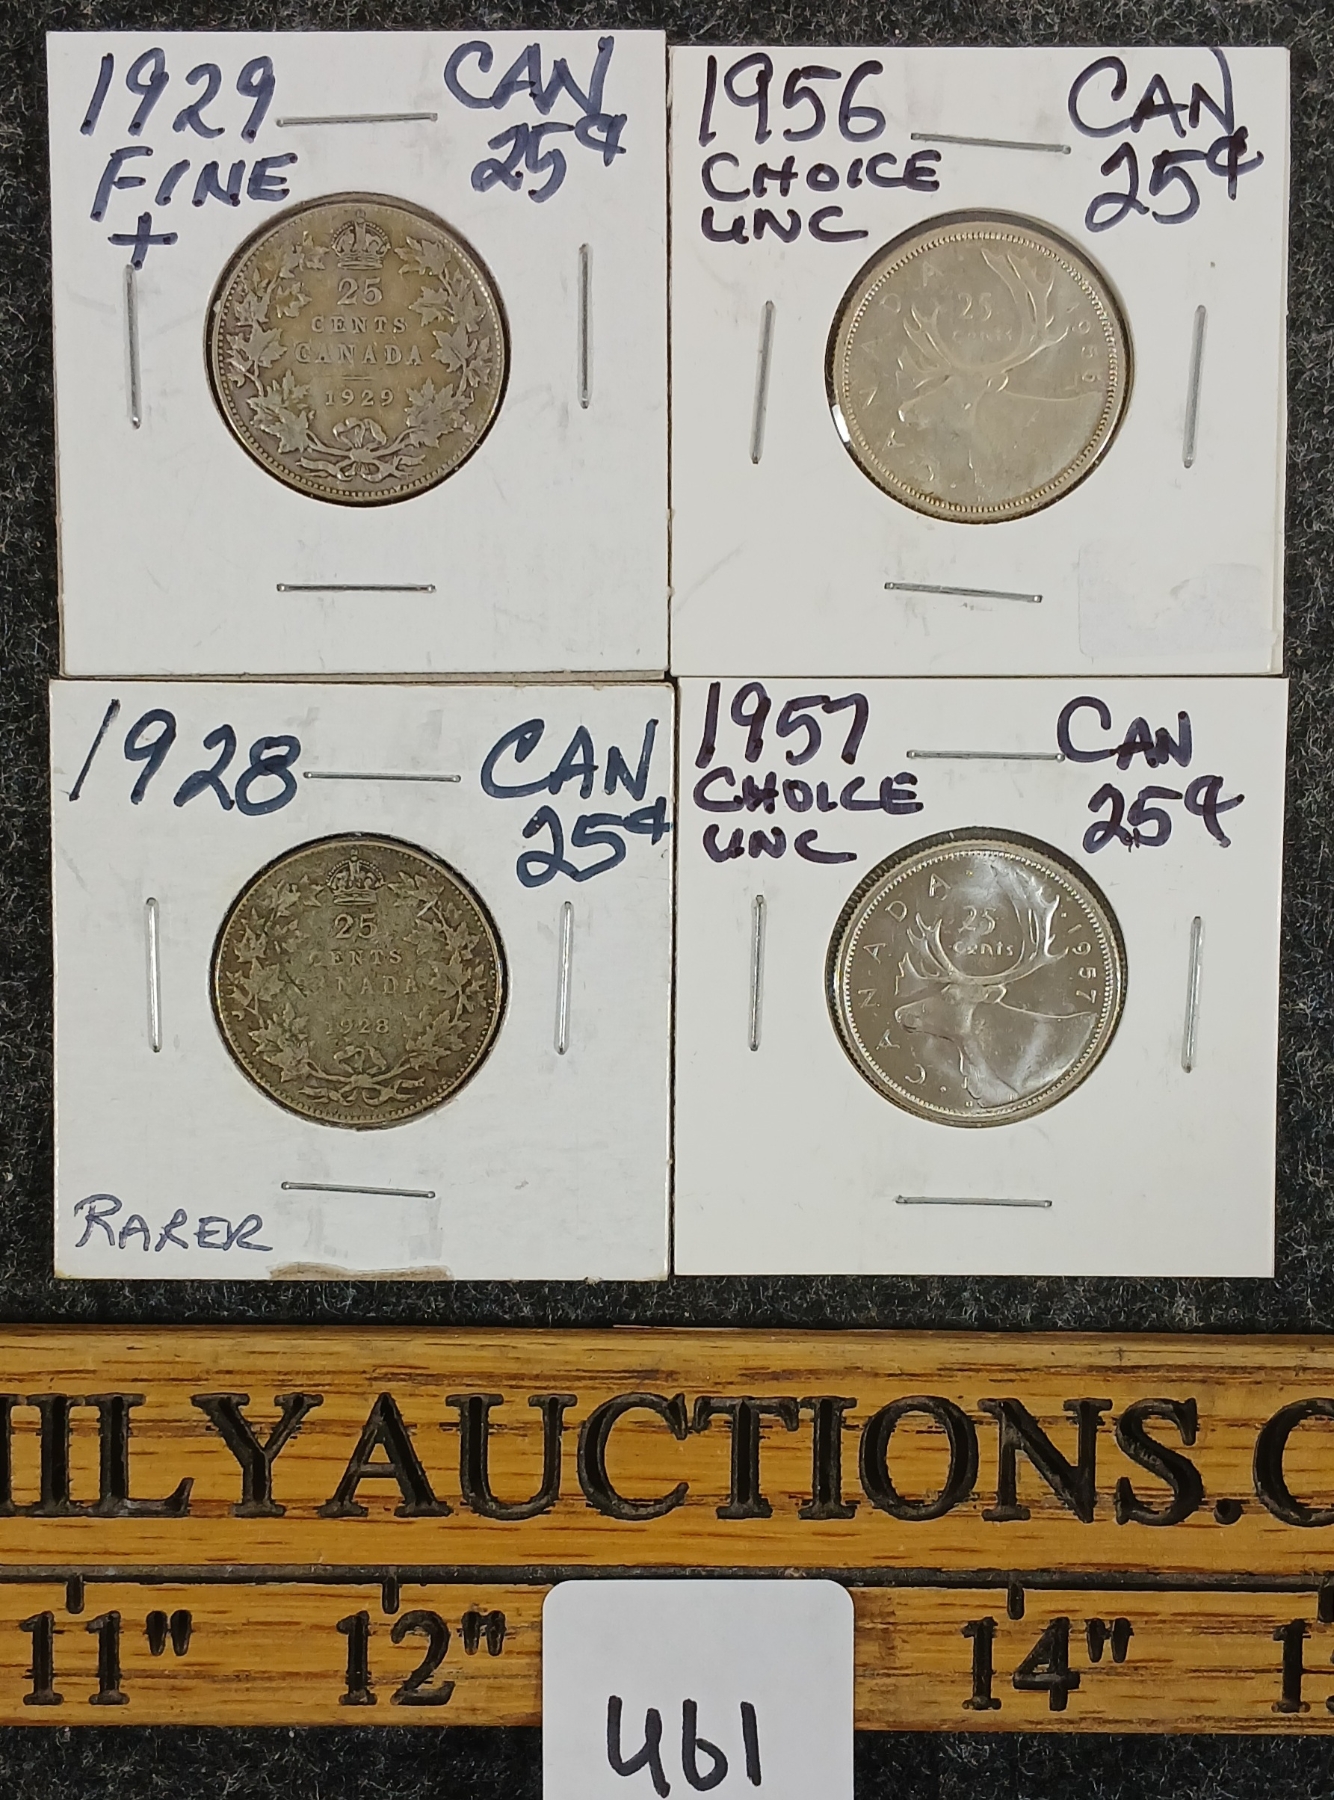 1929 CAN
FINE 25¢
+
25
CENTS
CANADA
1929
1956 CAN
CHOICE 25¢
UNC
CANADA 1956
25
cents
1928 CAN
25¢
25
CENTS
CANADA
1928
RARER
1957 CAN
CHOICE 25¢
UNC
CANADA · 1957
25
cents
ILYAUCTIONS.C
11" 12" 14"
461